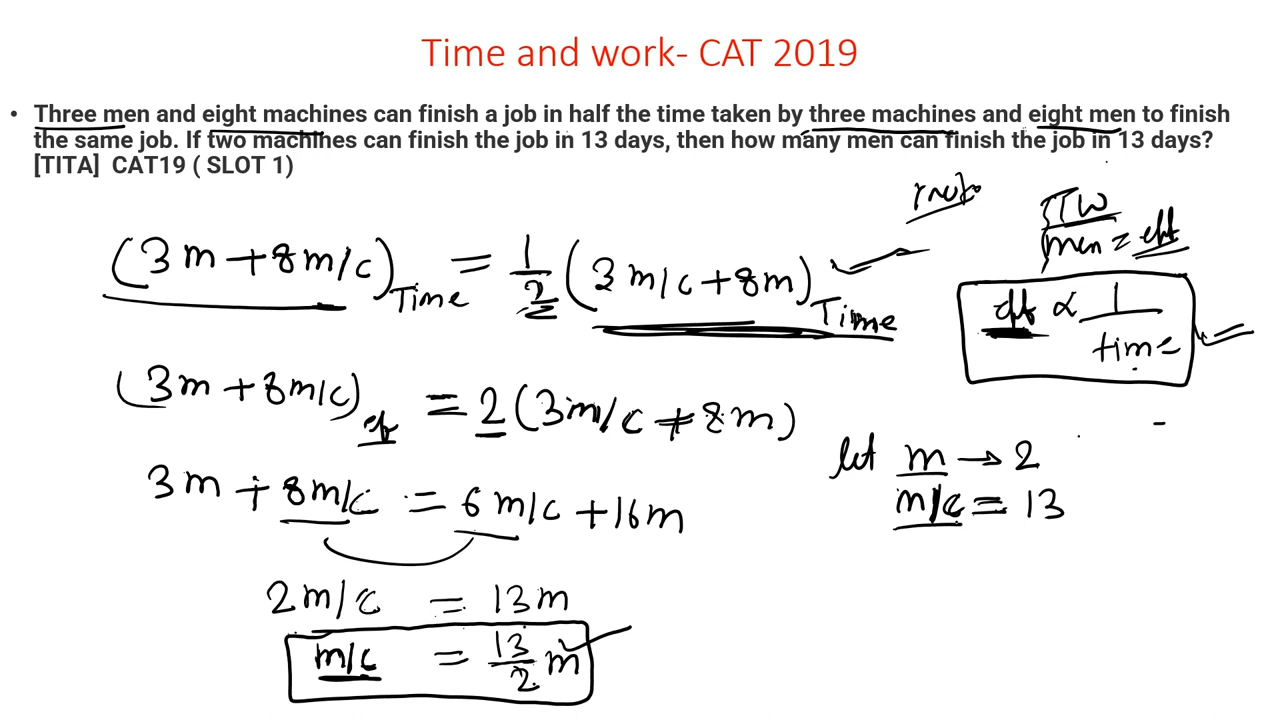 Time and work- CAT 2019
• Three men and eight machines can finish a job in half the time taken by three machines and eight men to finish
the same job. If two machines can finish the job in 13 days, then how many men can finish the job in 13 days?
[TITA] CAT19 ( SLOT 1)
men = eff
(3m+8m/c)Time = 1/2 (3m/c+8m)Time
eff ∝ 1/time
(3m+8m/c)eff = 2(3m/c+8m)
let m → 2
3m + 8m/c = 6m/c + 16m
m/c = 13
2m/c = 13m
m/c = 13/2 m